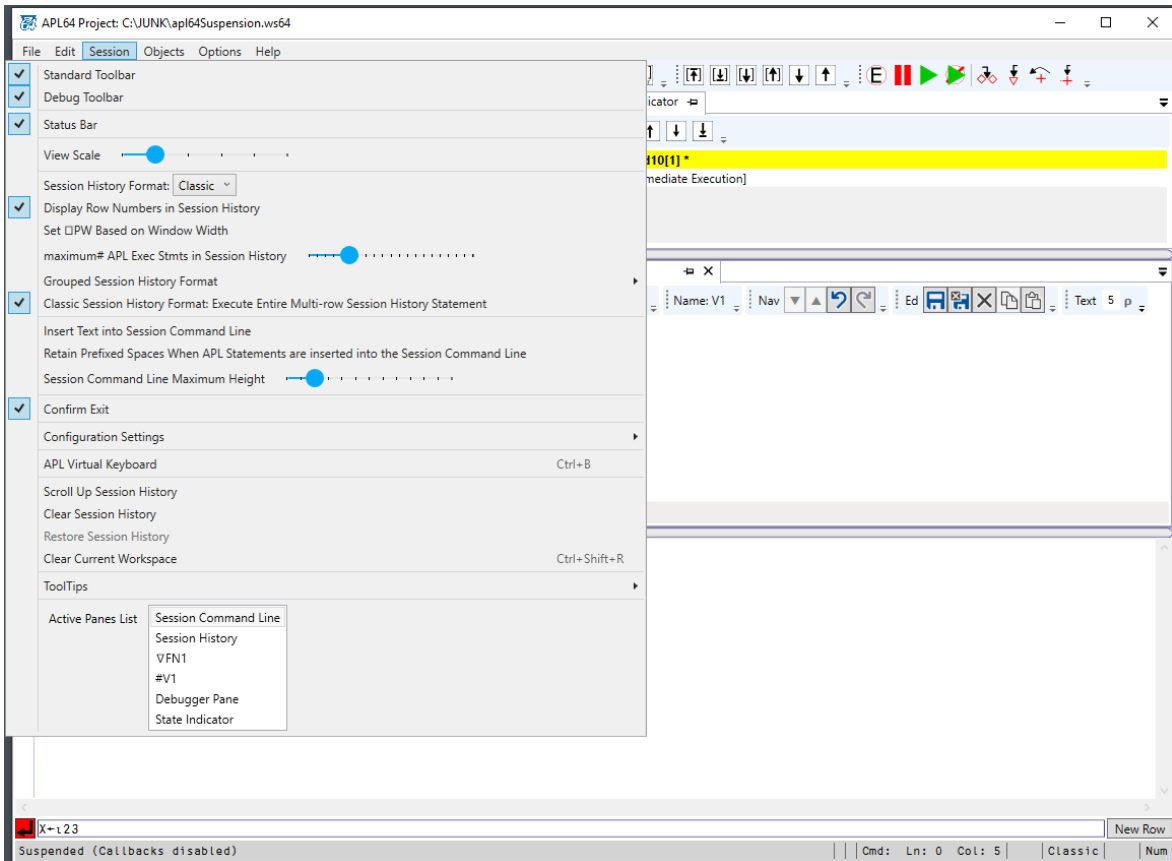 APL64 Project: C:\JUNK\apl64Suspension.ws64
File Edit Session Objects Options Help
Standard Toolbar
Debug Toolbar
icator
Status Bar
View Scale
d10[1] *
mediate Execution]
Session History Format: Classic
Display Row Numbers in Session History
Set ⎕PW Based on Window Width
maximum# APL Exec Stmts in Session History
Grouped Session History Format
Classic Session History Format: Execute Entire Multi-row Session History Statement
Name: V1 Nav Ed Text 5 ρ
Insert Text into Session Command Line
Retain Prefixed Spaces When APL Statements are inserted into the Session Command Line
Session Command Line Maximum Height
Confirm Exit
Configuration Settings
APL Virtual Keyboard Ctrl+B
Scroll Up Session History
Clear Session History
Restore Session History
Clear Current Workspace Ctrl+Shift+R
ToolTips
Active Panes List Session Command Line
Session History
∇FN1
#V1
Debugger Pane
State Indicator
X←⍳23 New Row
Suspended (Callbacks disabled) Cmd: Ln: 0 Col: 5 Classic Num